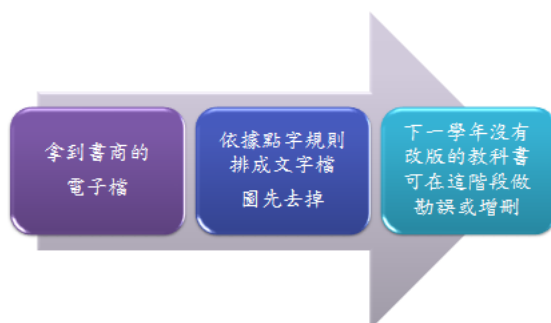 拿到書商的
電子檔
依據點字規則
排成文字檔
圖先去掉
下一學年沒有
改版的教科書
可在這階段做
勘誤或增刪